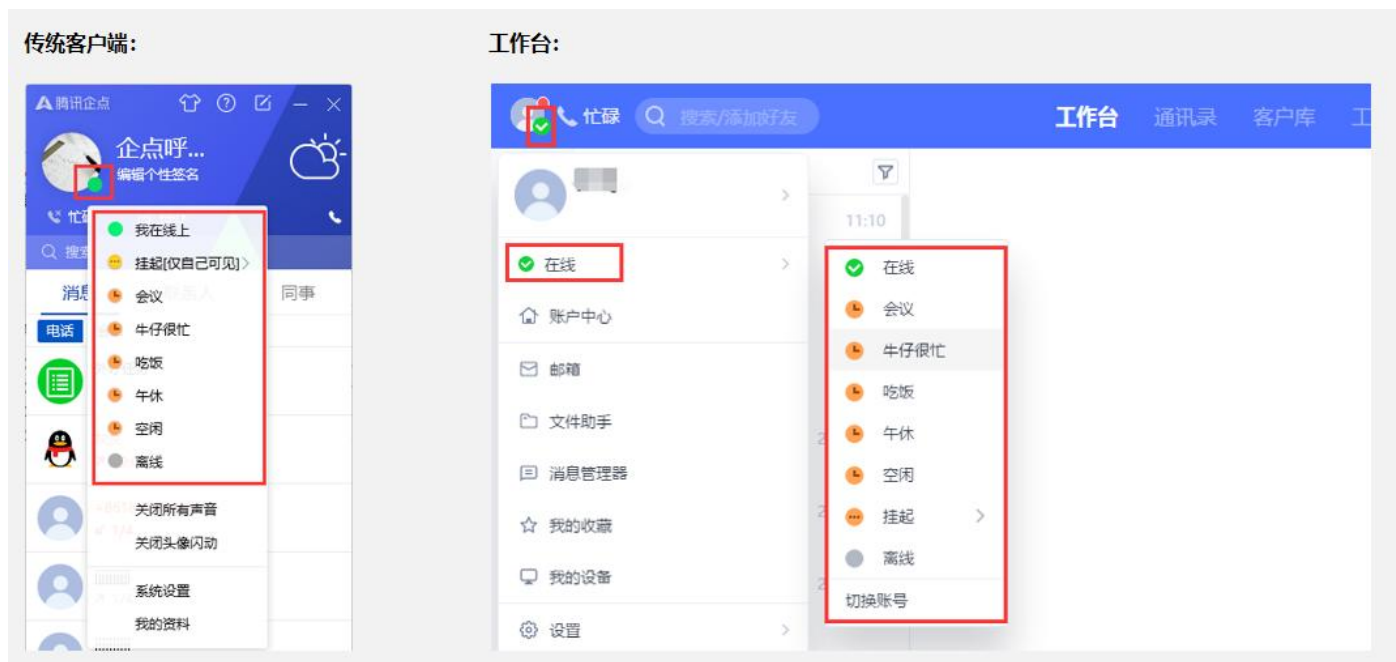 传统客户端:
工作台:
腾讯企点
企点呼...
编辑个性签名
忙碌
我在线上
挂起[仅自己可见]
会议
牛仔很忙
吃饭
午休
空闲
离线
同事
电话
关闭所有声音
关闭头像闪动
系统设置
我的资料
忙碌
搜索/添加好友
工作台
通讯录
客户库
工
11:10
在线
账户中心
邮箱
文件助手
消息管理器
我的收藏
我的设备
设置
在线
会议
牛仔很忙
吃饭
午休
空闲
挂起
离线
切换账号